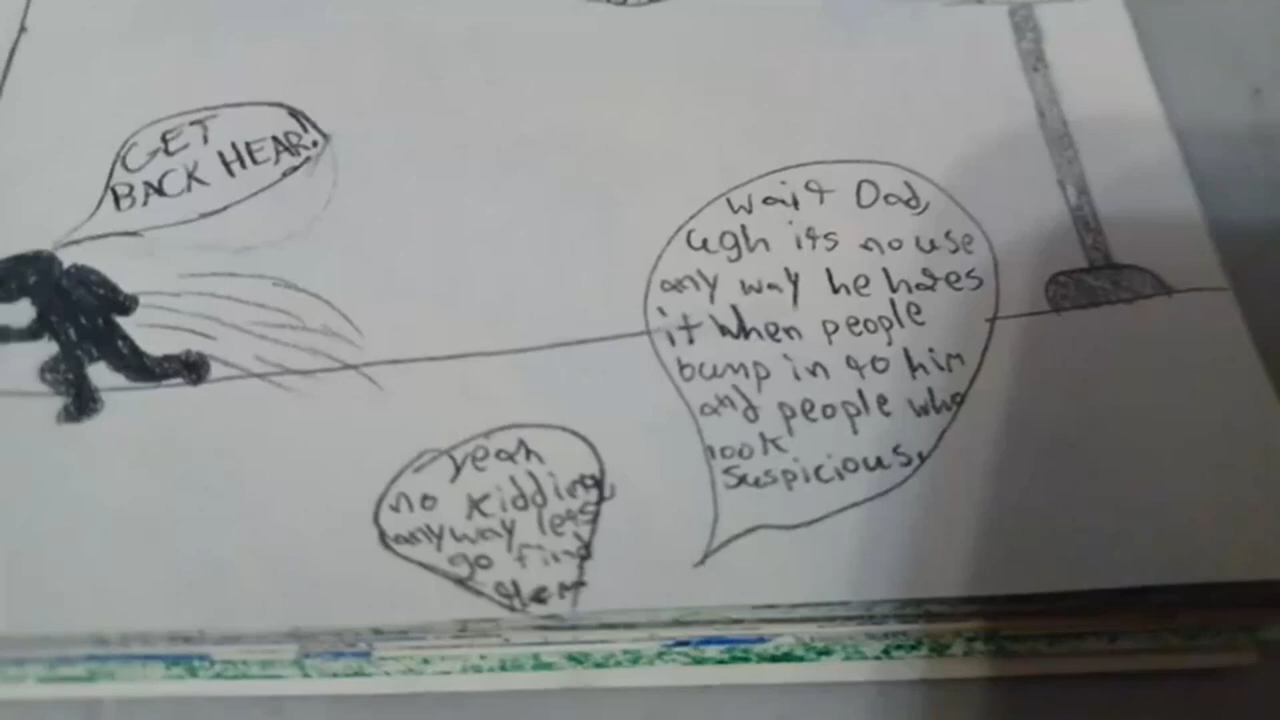 GET
BACK HEAR!
wait Dad,
ugh its no use
any way he hates
it when people
bump in to him
and people who
look
Suspicious,
yeah
no kidding
anyway lets
go find
them